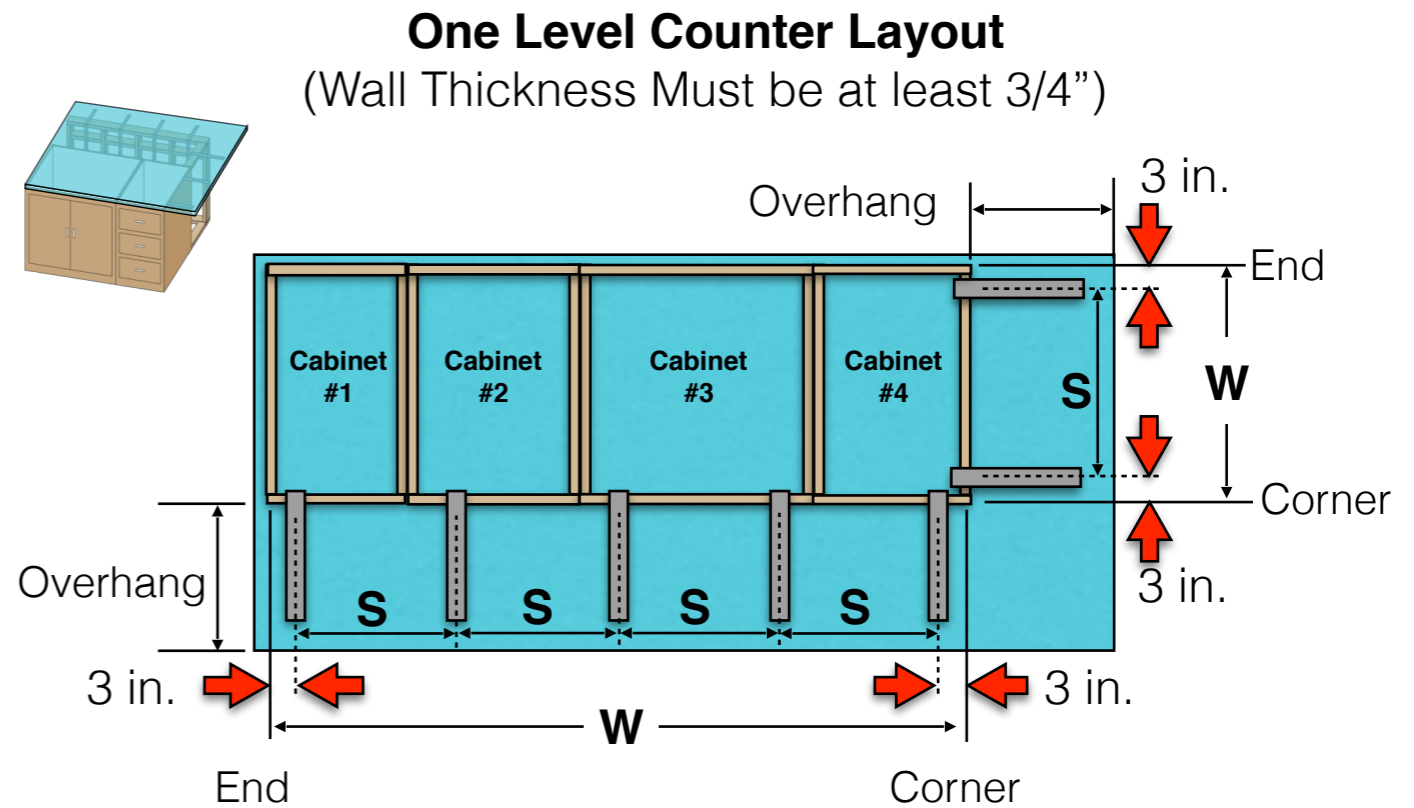 One Level Counter Layout
(Wall Thickness Must be at least 3/4”)
3 in.
Overhang
End
Cabinet
#1
Cabinet
#2
Cabinet
#3
Cabinet
#4
S
W
Corner
Overhang
S
S
S
S
3 in.
3 in.
3 in.
W
End
Corner